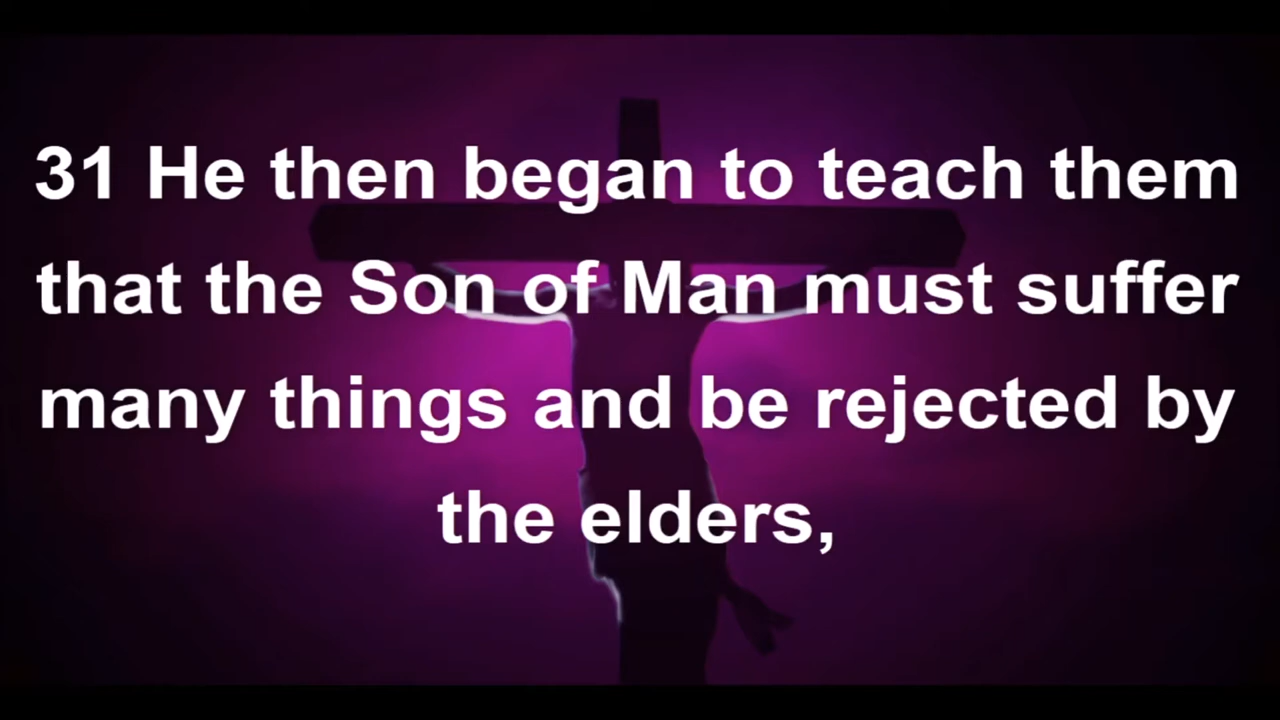 31 He then began to teach them
that the Son of Man must suffer
many things and be rejected by
the elders,